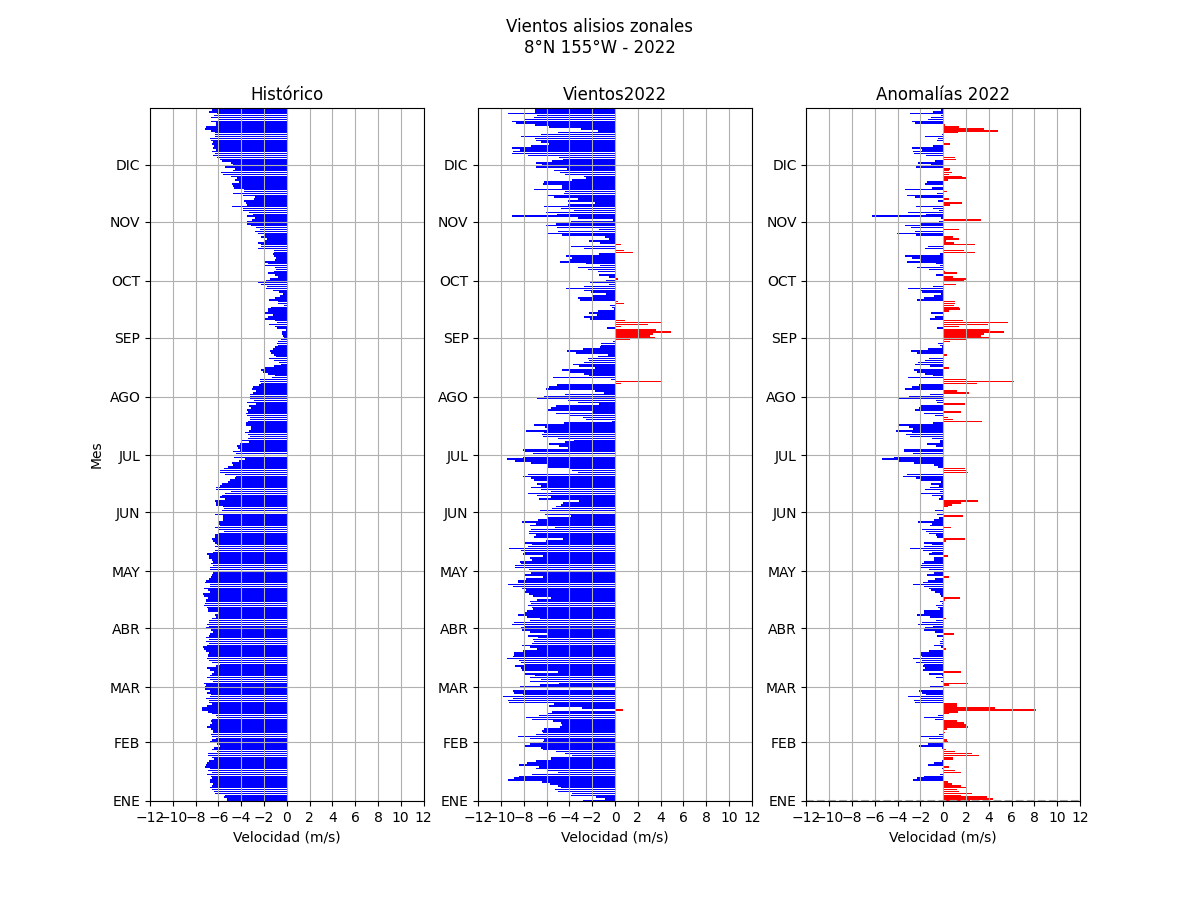 Vientos alisios zonales
8°N 155°W - 2022
Histórico
Vientos2022
Anomalías 2022
Mes
DIC
NOV
OCT
SEP
AGO
JUL
JUN
MAY
ABR
MAR
FEB
ENE
DIC
NOV
OCT
SEP
AGO
JUL
JUN
MAY
ABR
MAR
FEB
ENE
DIC
NOV
OCT
SEP
AGO
JUL
JUN
MAY
ABR
MAR
FEB
ENE
−12 −10 −8 −6 −4 −2 0 2 4 6 8 10 12
−12 −10 −8 −6 −4 −2 0 2 4 6 8 10 12
−12 −10 −8 −6 −4 −2 0 2 4 6 8 10 12
Velocidad (m/s)
Velocidad (m/s)
Velocidad (m/s)